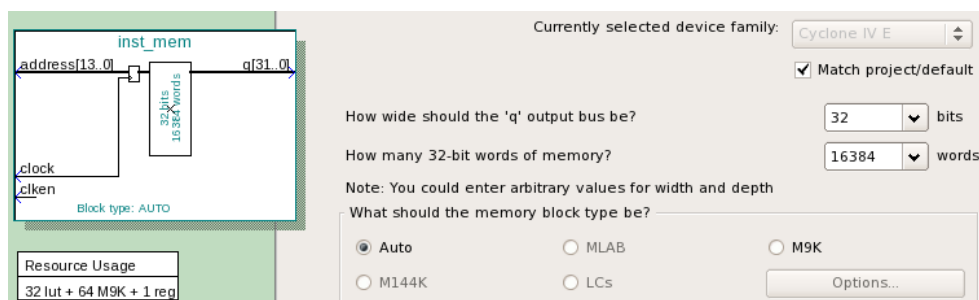 inst_mem
address[13..0]
q[31..0]
32 bits
16384 words
clock
clken
Block type: AUTO
Resource Usage
32 lut + 64 M9K + 1 reg
Currently selected device family:
Cyclone IV E
Match project/default
How wide should the 'q' output bus be?
32
bits
How many 32-bit words of memory?
16384
words
Note: You could enter arbitrary values for width and depth
What should the memory block type be?
Auto
MLAB
M9K
M144K
LCs
Options...